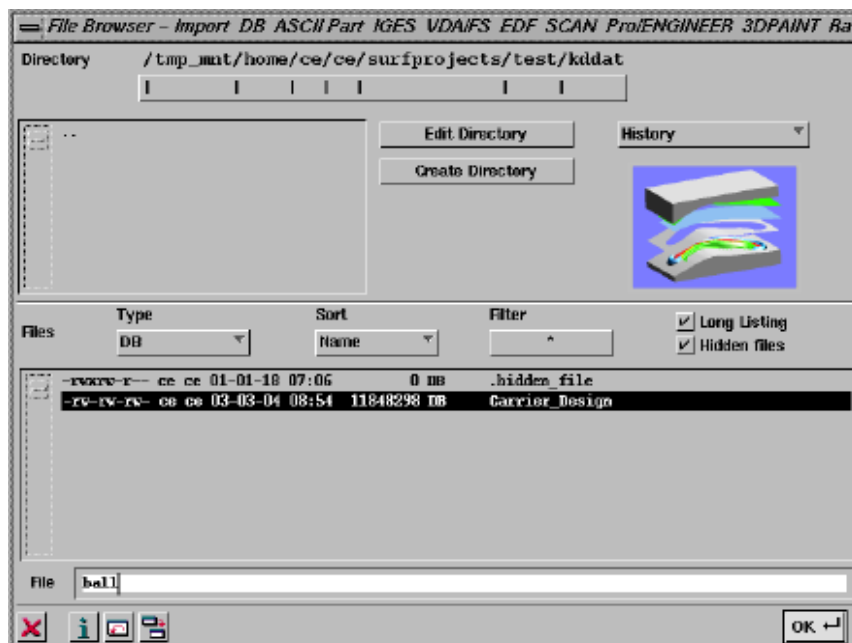 File Browser – Import DB ASCII Part IGES VDA/FS EDF SCAN Pro/ENGINEER 3DPAINT Ra
Directory /tmp_mnt/home/ce/ce/surfprojects/test/kddat
..
Edit Directory
History
Create Directory
Type Sort Filter
Files
DB Name *
Long Listing
Hidden files
-rwxrw-r-- ce ce 01-01-18 07:06 0 DB .hidden_file
-rw-rw-rw- ce ce 03-03-04 08:54 11848298 DB Carrier_Design
File ball
OK